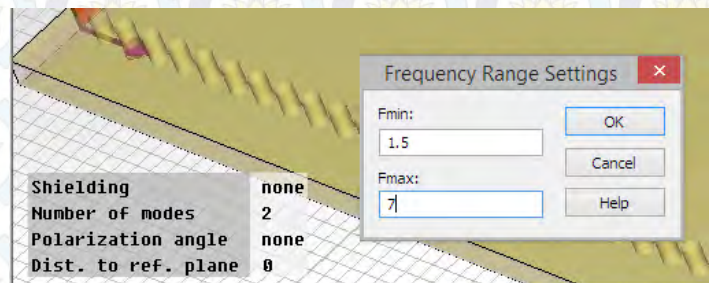 Frequency Range Settings
Fmin:
1.5
OK
Cancel
Fmax:
7
Help
Shielding none
Number of modes 2
Polarization angle none
Dist. to ref. plane 0